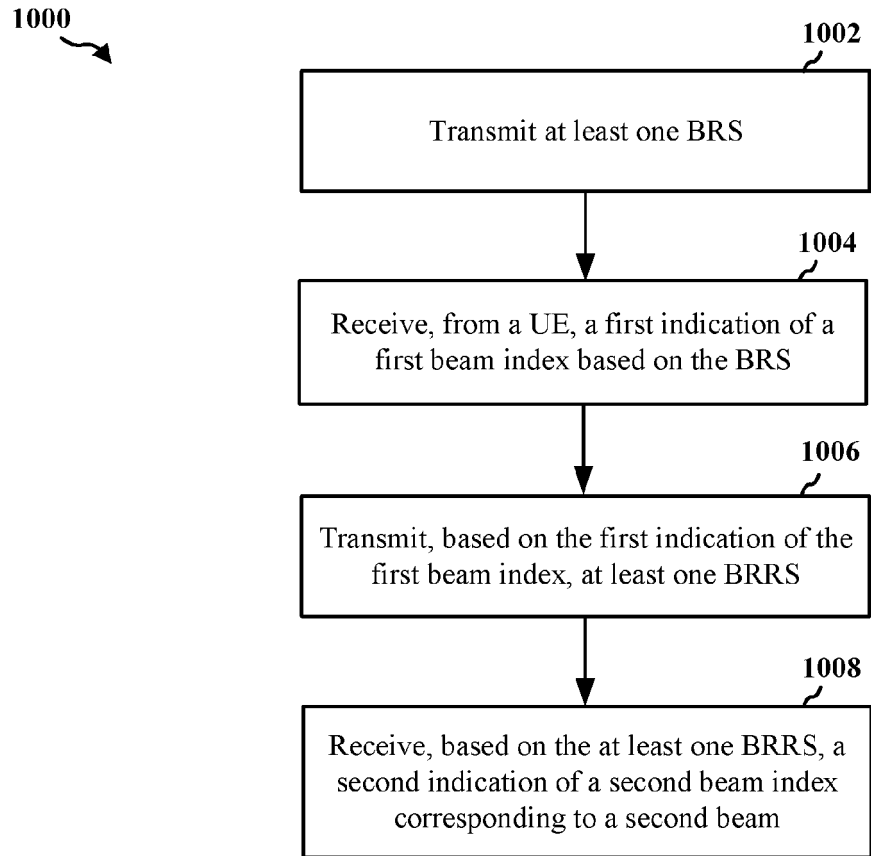 1000
1002
Transmit at least one BRS
1004
Receive, from a UE, a first indication of a
first beam index based on the BRS
1006
Transmit, based on the first indication of the
first beam index, at least one BRRS
1008
Receive, based on the at least one BRRS, a
second indication of a second beam index
corresponding to a second beam